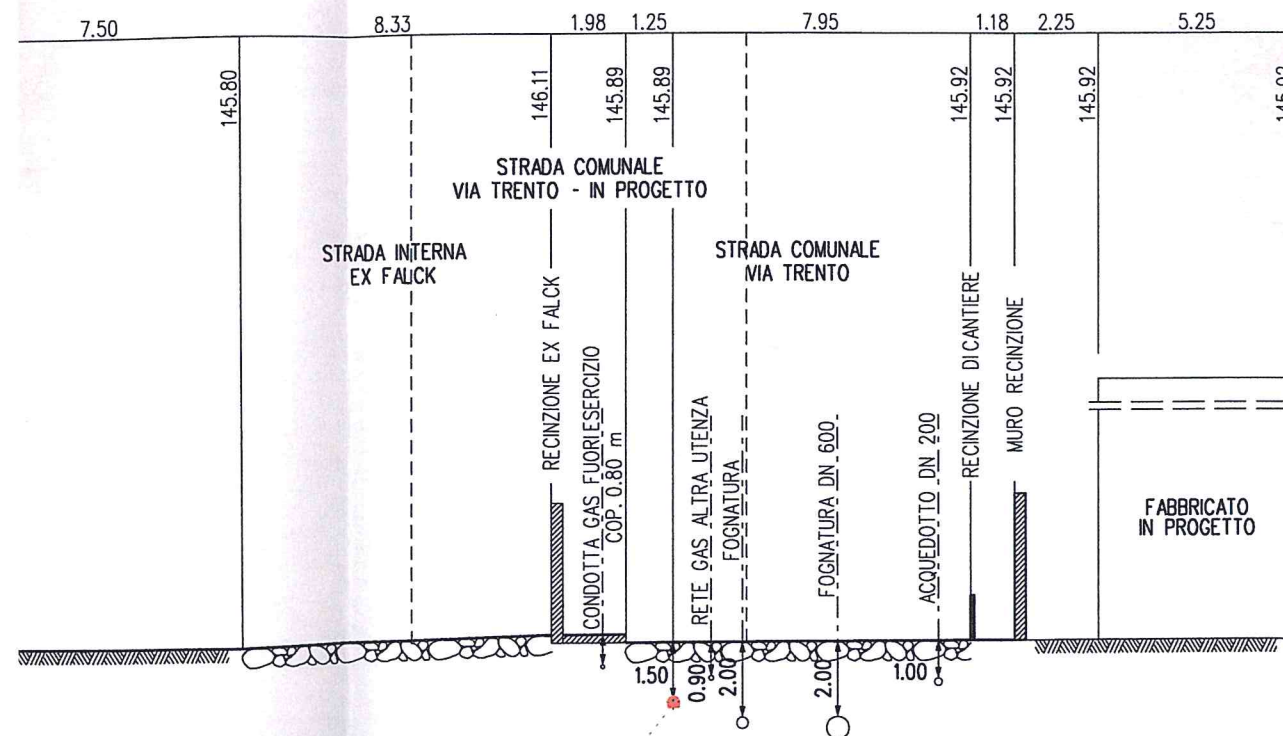 7.50
8.33
1.98
1.25
7.95
1.18
2.25
5.25
145.80
146.11
145.89
145.89
145.92
145.92
145.92
145.92
STRADA COMUNALE
VIA TRENTO - IN PROGETTO
STRADA INTERNA
EX FALCK
STRADA COMUNALE
VIA TRENTO
RECINZIONE EX FALCK
CONDOTTA GAS FUORI ESERCIZIO
COP. 0.80 m
RETE GAS ALTRA UTENZA
FOGNATURA
FOGNATURA DN 600
ACQUEDOTTO DN 200
RECINZIONE DI CANTIERE
MURO RECINZIONE
FABBRICATO
IN PROGETTO
1.50
0.90
2.00
2.00
1.00